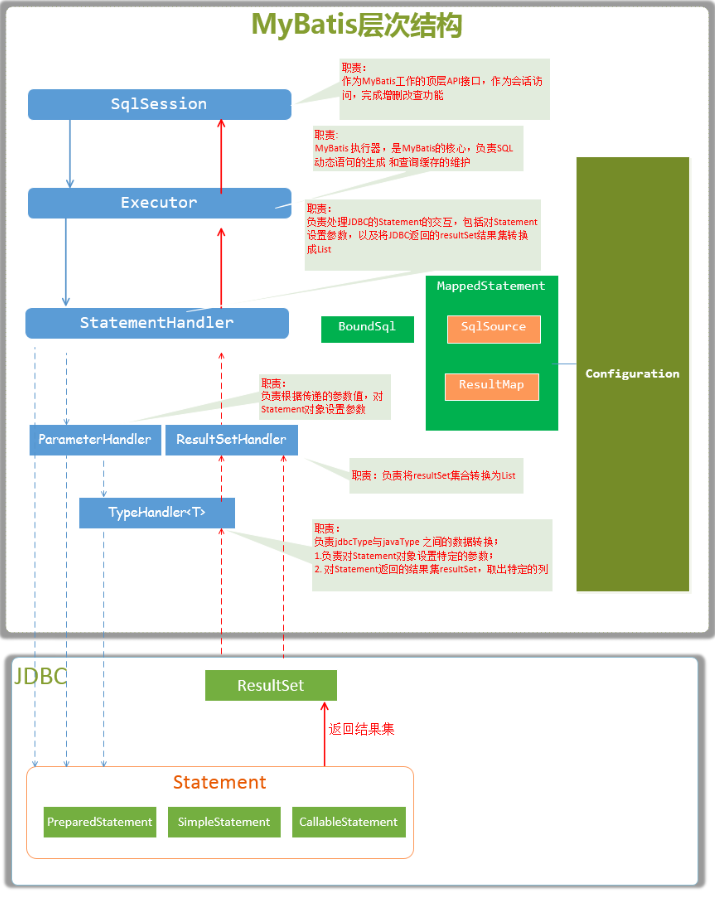 MyBatis层次结构
职责：
作为MyBatis工作的顶层API接口，作为会话访
问，完成增删改查功能
SqlSession
职责：
MyBatis 执行器，是MyBatis的核心，负责SQL
动态语句的生成 和查询缓存的维护
Executor
职责：
负责处理JDBC的Statement的交互，包括对Statement
设置参数，以及将JDBC返回的resultSet结果集转换
成List
StatementHandler
BoundSql
MappedStatement
SqlSource
ResultMap
Configuration
职责：
负责根据传递的参数值，对
Statement对象设置参数
ParameterHandler
ResultSetHandler
职责：负责将resultSet集合转换为List
TypeHandler<T>
职责：
负责jdbcType与javaType 之间的数据转换；
1.负责对Statement对象设置特定的参数；
2. 对Statement返回的结果集resultSet，取出特定的列
JDBC
ResultSet
返回结果集
Statement
PreparedStatement
SimpleStatement
CallableStatement